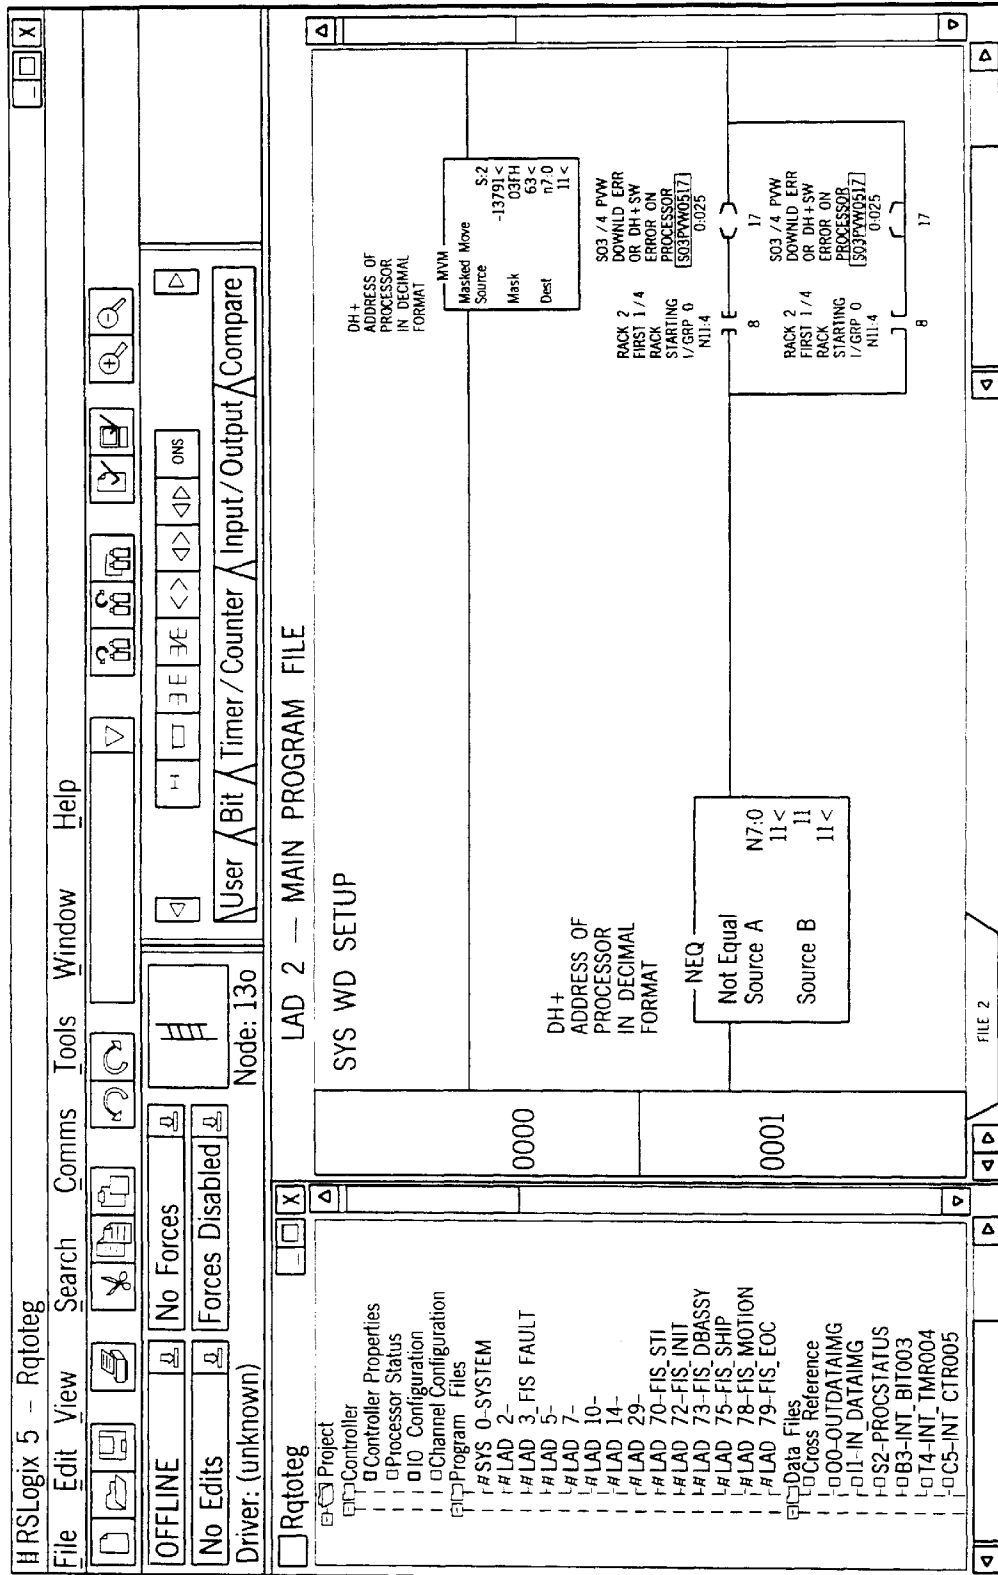 RSLogix 5 – Rqtoteg
File Edit View Search Comms Tools Window Help
OFFLINE
No Forces
No Edits
Forces Disabled
Driver: (unknown)
Node: 13o
ONS
User
Bit
Timer/Counter
Input/Output
Compare
Rqtoteg
Project
Controller
Controller Properties
Processor Status
IO Configuration
Channel Configuration
Program Files
SYS 0-SYSTEM
LAD 2-
LAD 3_FIS FAULT
LAD 5-
LAD 7-
LAD 10-
LAD 14-
LAD 29-
LAD 70-FIS_STI
LAD 72-FIS_INIT
LAD 73-FIS_DBASSY
LAD 75-FIS_SHIP
LAD 78-FIS_MOTION
LAD 79-FIS_EOC
Data Files
Cross Reference
O0-OUTDATAIMG
I1-IN_DATAIMG
S2-PROCSTATUS
B3-INT_BIT003
T4-INT_TMR004
C5-INT_CTR005
LAD 2 — MAIN PROGRAM FILE
SYS WD SETUP
0000
DH+
ADDRESS OF
PROCESSOR
IN DECIMAL
FORMAT
MVM
Masked Move
Source S:2
-13791<
Mask 03FH
63<
Dest n7:0
11<
0001
DH+
ADDRESS OF
PROCESSOR
IN DECIMAL
FORMAT
NEQ
Not Equal
Source A N7:0
11<
Source B 11
11<
RACK 2
FIRST 1/4
RACK
STARTING
I/GRP 0
N11:4
8
S03 /4 PVW
DOWNLD ERR
OR DH+SW
ERROR ON
PROCESSOR
S03PVW0517
0:025
17
RACK 2
FIRST 1/4
RACK
STARTING
I/GRP 0
N11:4
8
S03 /4 PVW
DOWNLD ERR
OR DH+SW
ERROR ON
PROCESSOR
S03PVW0517
0:025
17
FILE 2